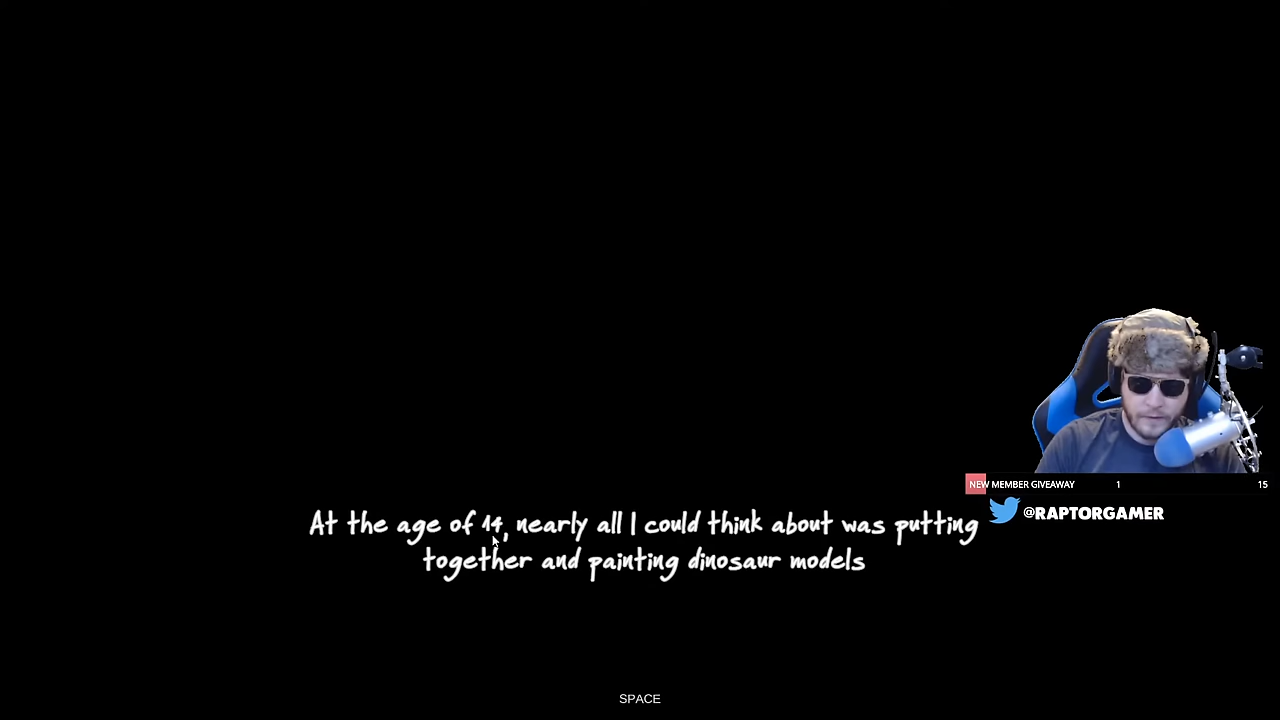 At the age of 14, nearly all I could think about was putting
together and painting dinosaur models
NEW MEMBER GIVEAWAY 1 15
@RAPTORGAMER
SPACE